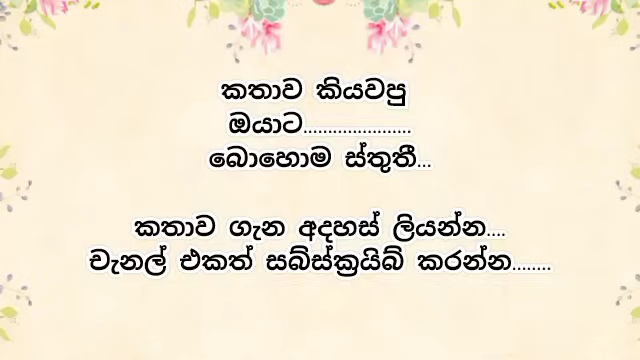 කතාව කියවපු
ඔයාට......................
බොහොම ස්තූතී...
කතාව ගැන අදහස් ලියන්න....
චැනල් එකත් සබ්ස්ක්‍රයිබ් කරන්න........